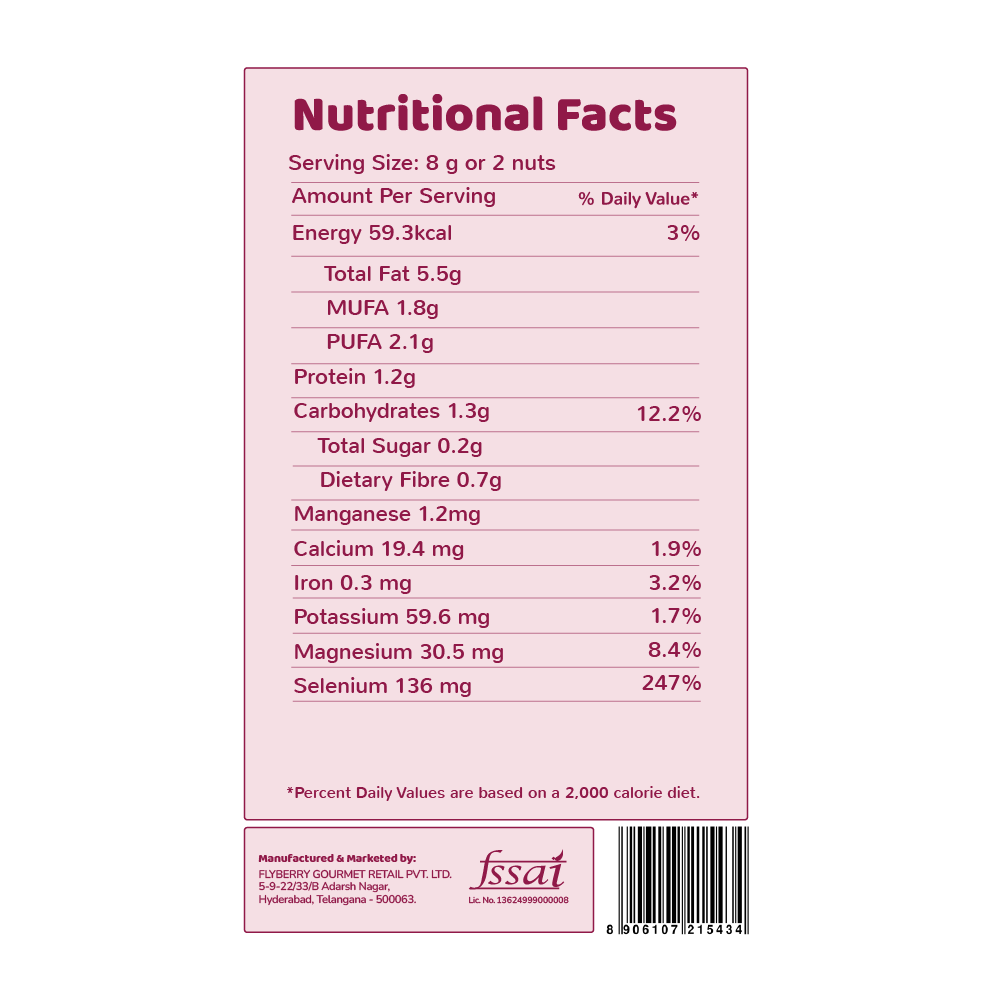 Nutritional Facts
Serving Size: 8 g or 2 nuts
Amount Per Serving % Daily Value*
Energy 59.3kcal 3%
Total Fat 5.5g
MUFA 1.8g
PUFA 2.1g
Protein 1.2g
Carbohydrates 1.3g 12.2%
Total Sugar 0.2g
Dietary Fibre 0.7g
Manganese 1.2mg
Calcium 19.4 mg 1.9%
Iron 0.3 mg 3.2%
Potassium 59.6 mg 1.7%
Magnesium 30.5 mg 8.4%
Selenium 136 mg 247%
*Percent Daily Values are based on a 2,000 calorie diet.
Manufactured & Marketed by:
FLYBERRY GOURMET RETAIL PVT. LTD.
5-9-22/33/B Adarsh Nagar,
Hyderabad, Telangana - 500063.
fssai
Lic. No. 13624999000008
8 906107 215434